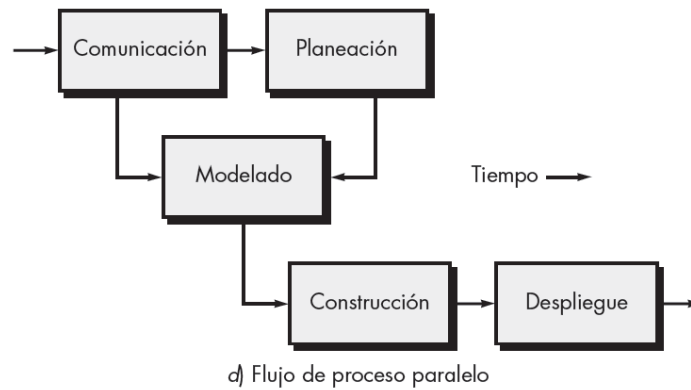 Comunicación
Planeación
Modelado
Tiempo
Construcción
Despliegue
d) Flujo de proceso paralelo